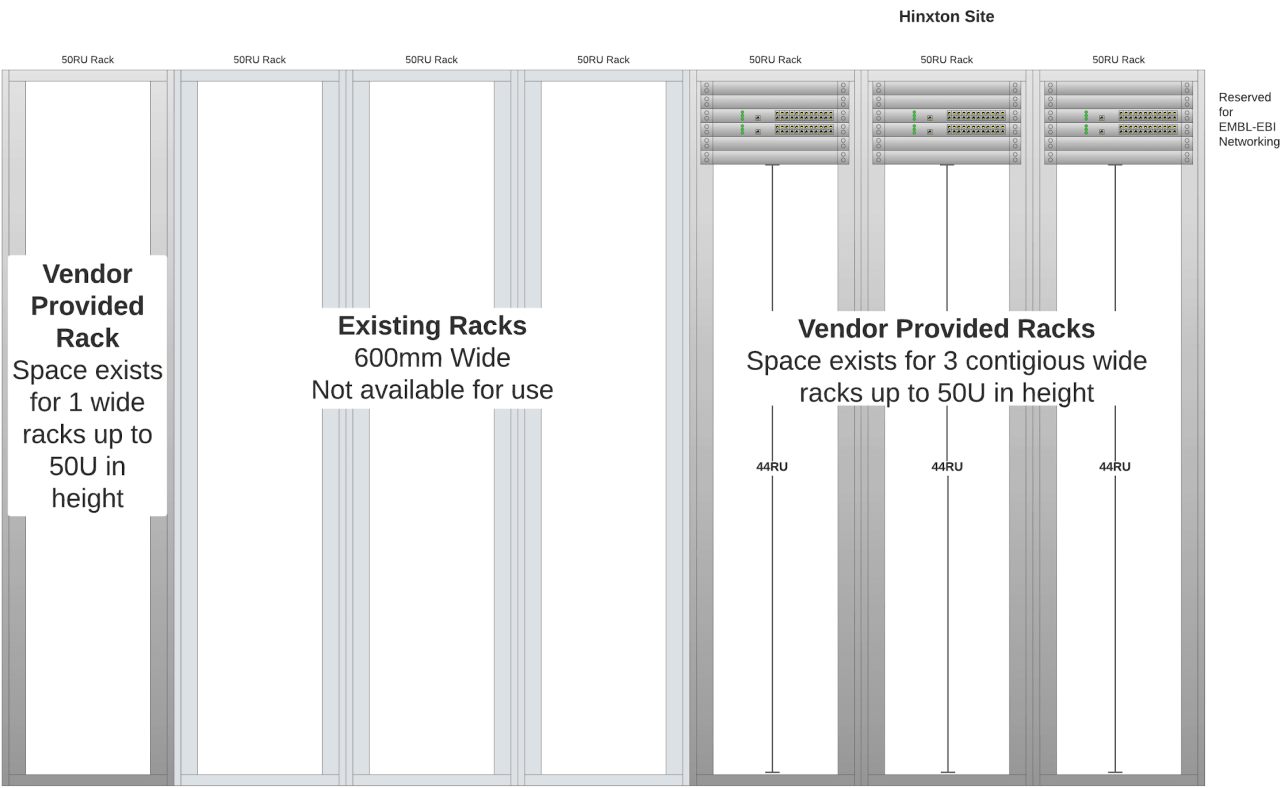 Hinxton Site
50RU Rack
50RU Rack
50RU Rack
50RU Rack
50RU Rack
50RU Rack
50RU Rack
Reserved
for
EMBL-EBI
Networking
Vendor
Provided
Rack
Space exists
for 1 wide
racks up to
50U in
height
Existing Racks
600mm Wide
Not available for use
Vendor Provided Racks
Space exists for 3 contigious wide
racks up to 50U in height
44RU
44RU
44RU